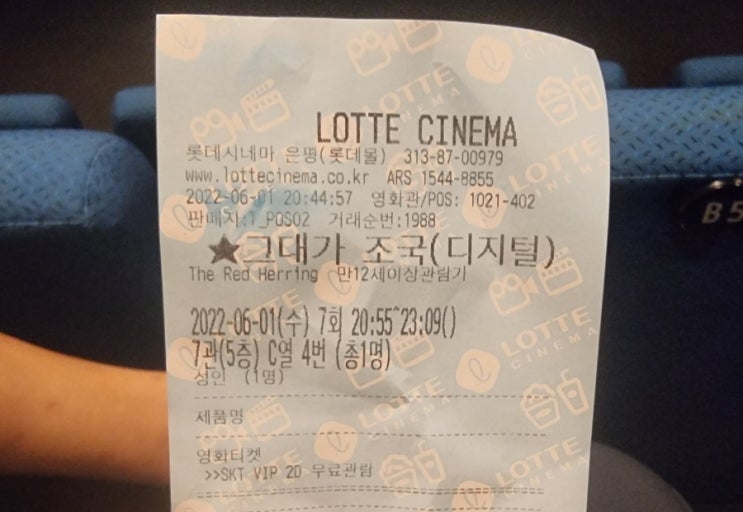 LOTTE CINEMA
롯데시네마 은평(롯데몰) 313-87-00979
www.lottecinema.co.kr ARS 1544-8855
2022-06-01 20:44:57 영화관/POS: 1021-402
판매자:T_POS02 거래순번:1988
★그대가 조국(디지털)
The Red Herring 만12세이상관람가
2022-06-01(수) 7회 20:55~23:09()
7관(5층) C열 4번 (총1명)
성인 (1명)
제품명
영화티켓
>>SKT VIP 2D 무료관람
B5